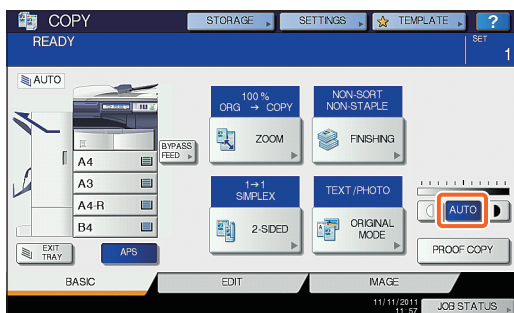 COPY
STORAGE
SETTINGS
TEMPLATE
?
READY
SET
1
AUTO
100 %
ORG → COPY
NON-SORT
NON-STAPLE
ZOOM
FINISHING
BYPASS
FEED
A4
A3
A4-R
B4
1→1
SIMPLEX
TEXT/PHOTO
2-SIDED
ORIGINAL
MODE
AUTO
EXIT
TRAY
APS
PROOF COPY
BASIC
EDIT
IMAGE
11/11/2011
11:57
JOB STATUS